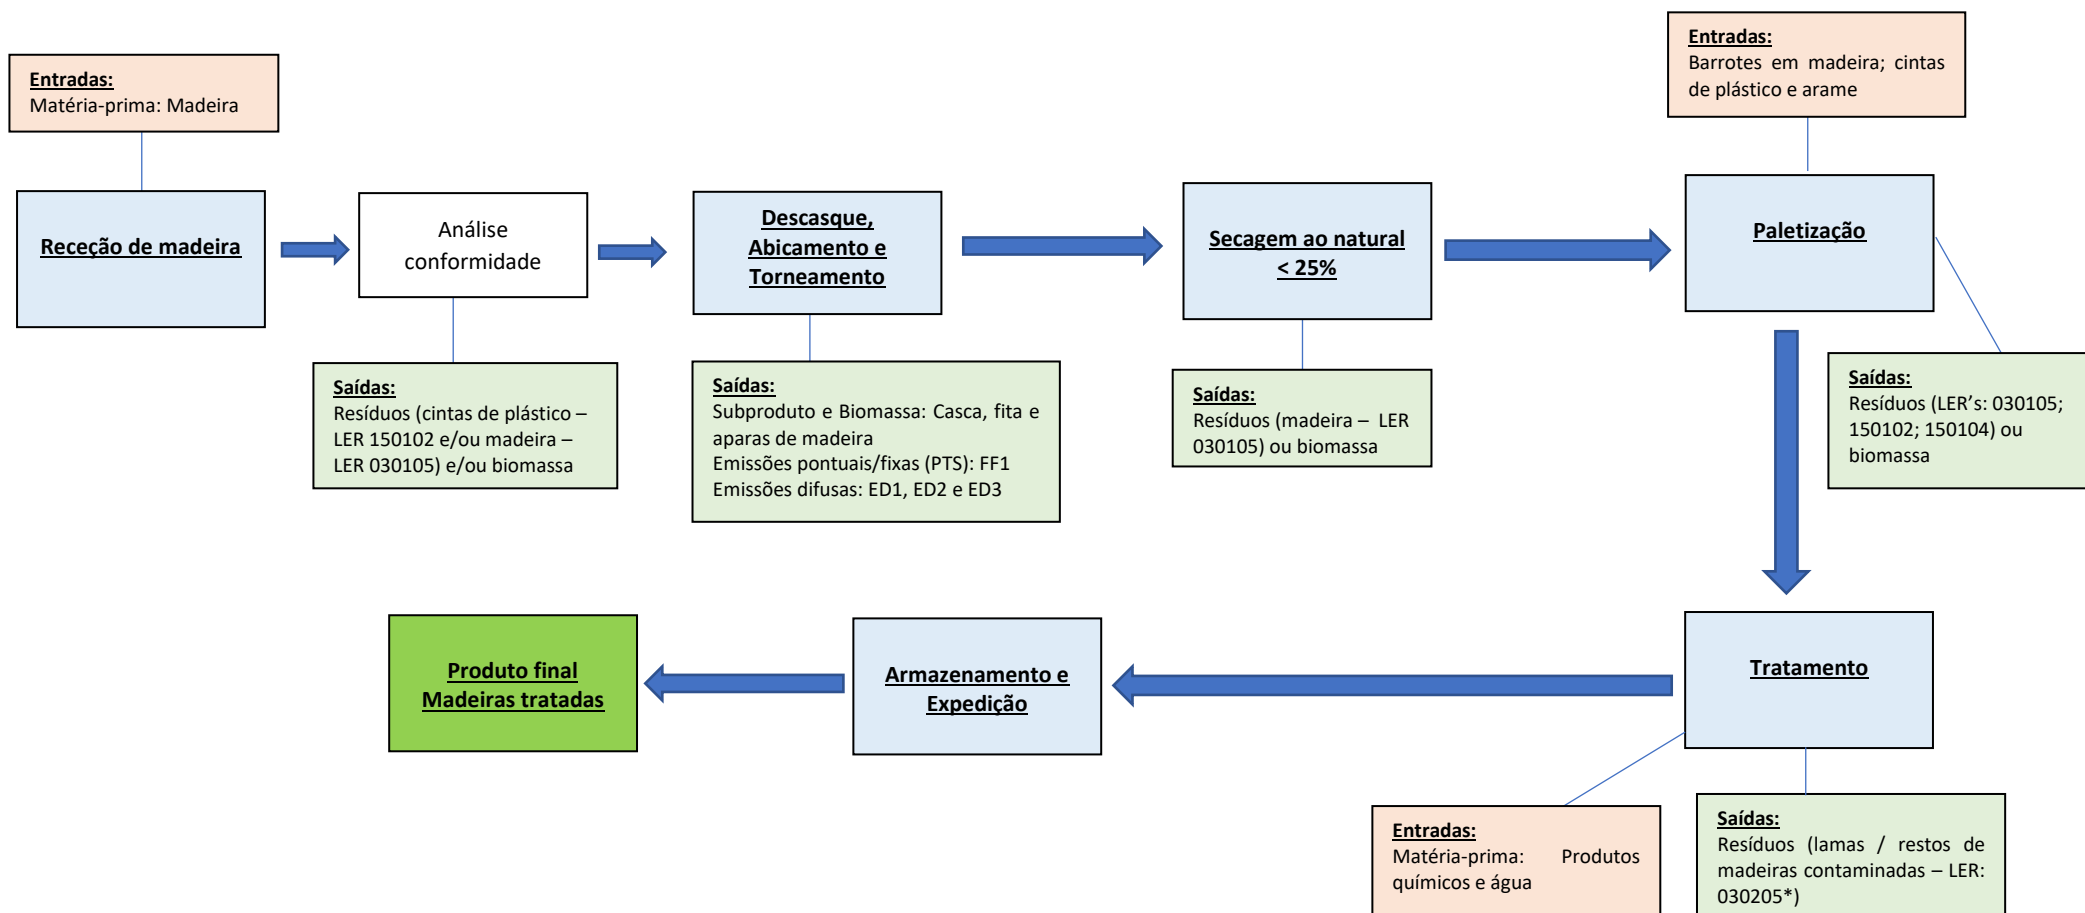 Entradas:
Matéria-prima: Madeira
Entradas:
Barrotes em madeira; cintas
de plástico e arame
Receção de madeira
Análise
conformidade
Descasque,
Abicamento e
Torneamento
Secagem ao natural
< 25%
Paletização
Saídas:
Resíduos (cintas de plástico –
LER 150102 e/ou madeira –
LER 030105) e/ou biomassa
Saídas:
Subproduto e Biomassa: Casca, fita e
aparas de madeira
Emissões pontuais/fixas (PTS): FF1
Emissões difusas: ED1, ED2 e ED3
Saídas:
Resíduos (madeira – LER
030105) ou biomassa
Saídas:
Resíduos (LER’s: 030105;
150102; 150104) ou
biomassa
Produto final
Madeiras tratadas
Armazenamento e
Expedição
Tratamento
Entradas:
Matéria-prima: Produtos
químicos e água
Saídas:
Resíduos (lamas / restos de
madeiras contaminadas – LER:
030205*)